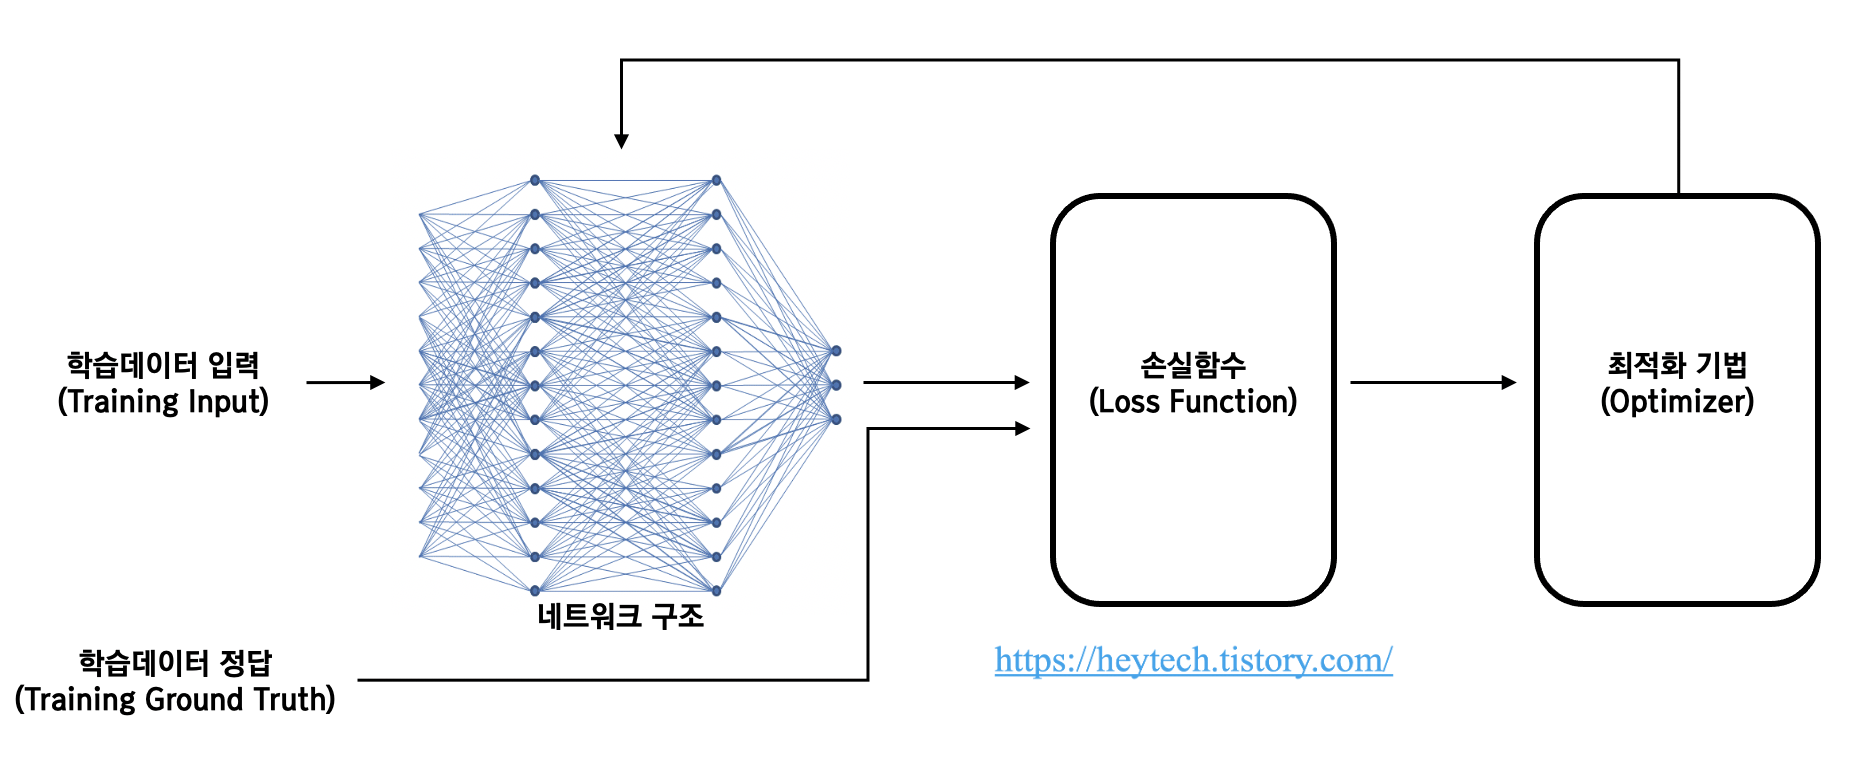 학습데이터 입력
(Training Input)
네트워크 구조
학습데이터 정답
(Training Ground Truth)
손실함수
(Loss Function)
최적화 기법
(Optimizer)
https://heytech.tistory.com/